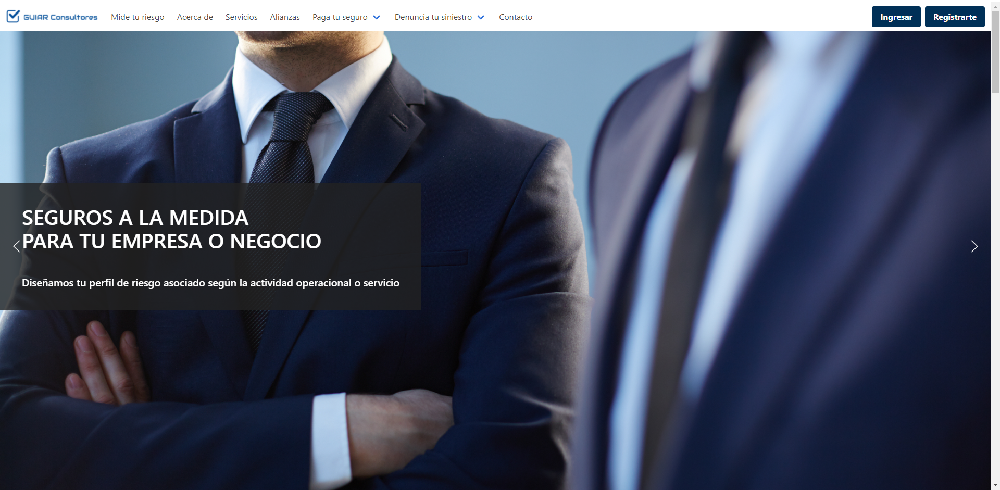 GUIAR Consultores
Mide tu riesgo
Acerca de
Servicios
Alianzas
Paga tu seguro
Denuncia tu siniestro
Contacto
Ingresar
Registrarte
SEGUROS A LA MEDIDA
PARA TU EMPRESA O NEGOCIO
Diseñamos tu perfil de riesgo asociado según la actividad operacional o servicio